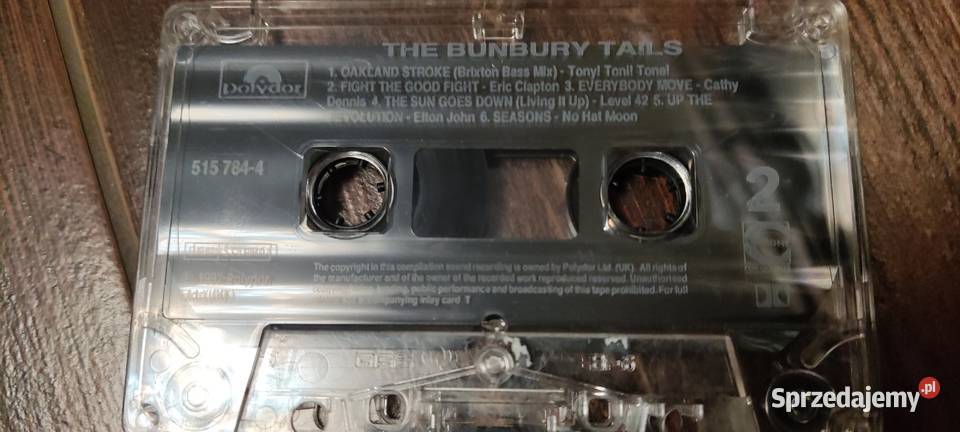 THE BUNBURY TAILS
polydor
1. OAKLAND STROKE (Brixton Bass Mix) - Tony! Toni! Tone!
2. FIGHT THE GOOD FIGHT - Eric Clapton 3. EVERYBODY MOVE - Cathy
Dennis 4. THE SUN GOES DOWN (Living It Up) - Level 42 5. UP THE
REVOLUTION - Elton John 6. SEASONS - No Hat Moon
515 784-4
2
The copyright in this compilation sound recording is owned by Polydor Ltd. (UK). All rights of
the manufacturer and of the owner of the recorded work reproduced reserved. Unauthorised
public performance and broadcasting of this tape prohibited. For full
accompanying inlay card T
Sprzedajemy.pl